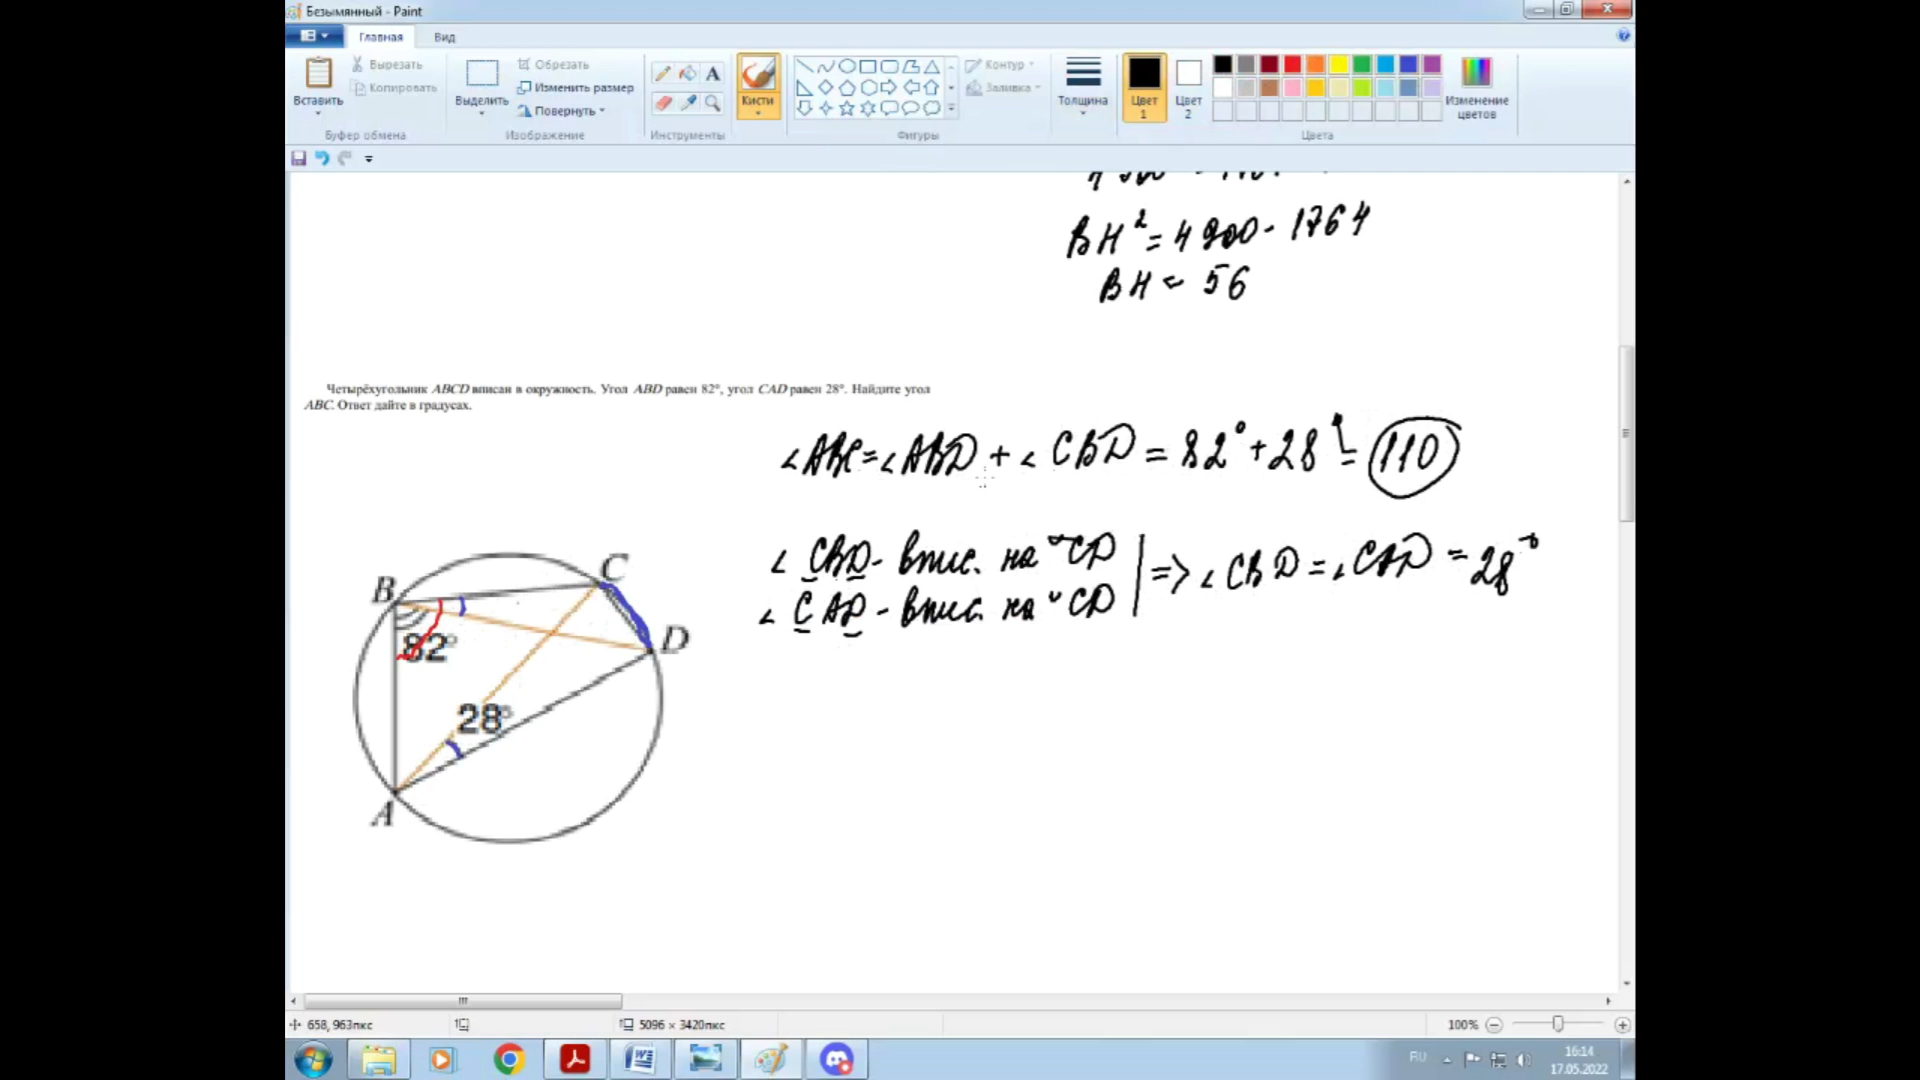 Безымянный - Paint
Главная Вид
Вставить
Вырезать
Копировать
Буфер обмена
Выделить
Обрезать
Изменить размер
Повернуть
Изображение
Инструменты
Кисти
Фигуры
Контур
Заливка
Толщина
Цвет 1
Цвет 2
Изменение цветов
Цвета
BH² = 4900 - 1764
BH = 56
Четырёхугольник ABCD вписан в окружность. Угол ABD равен 82°, угол CAD равен 28°. Найдите угол
ABC. Ответ дайте в градусах.
∠ABC = ∠ABD + ∠CBD = 82° + 28° = 110
∠ CBD - впис. на ◡CD
∠ CAD - впис. на ◡CD
=> ∠CBD = ∠CAD = 28°
B C D A
82°
28°
658, 963пкс
5096 × 3420пкс
100%
RU
16:14
17.05.2022